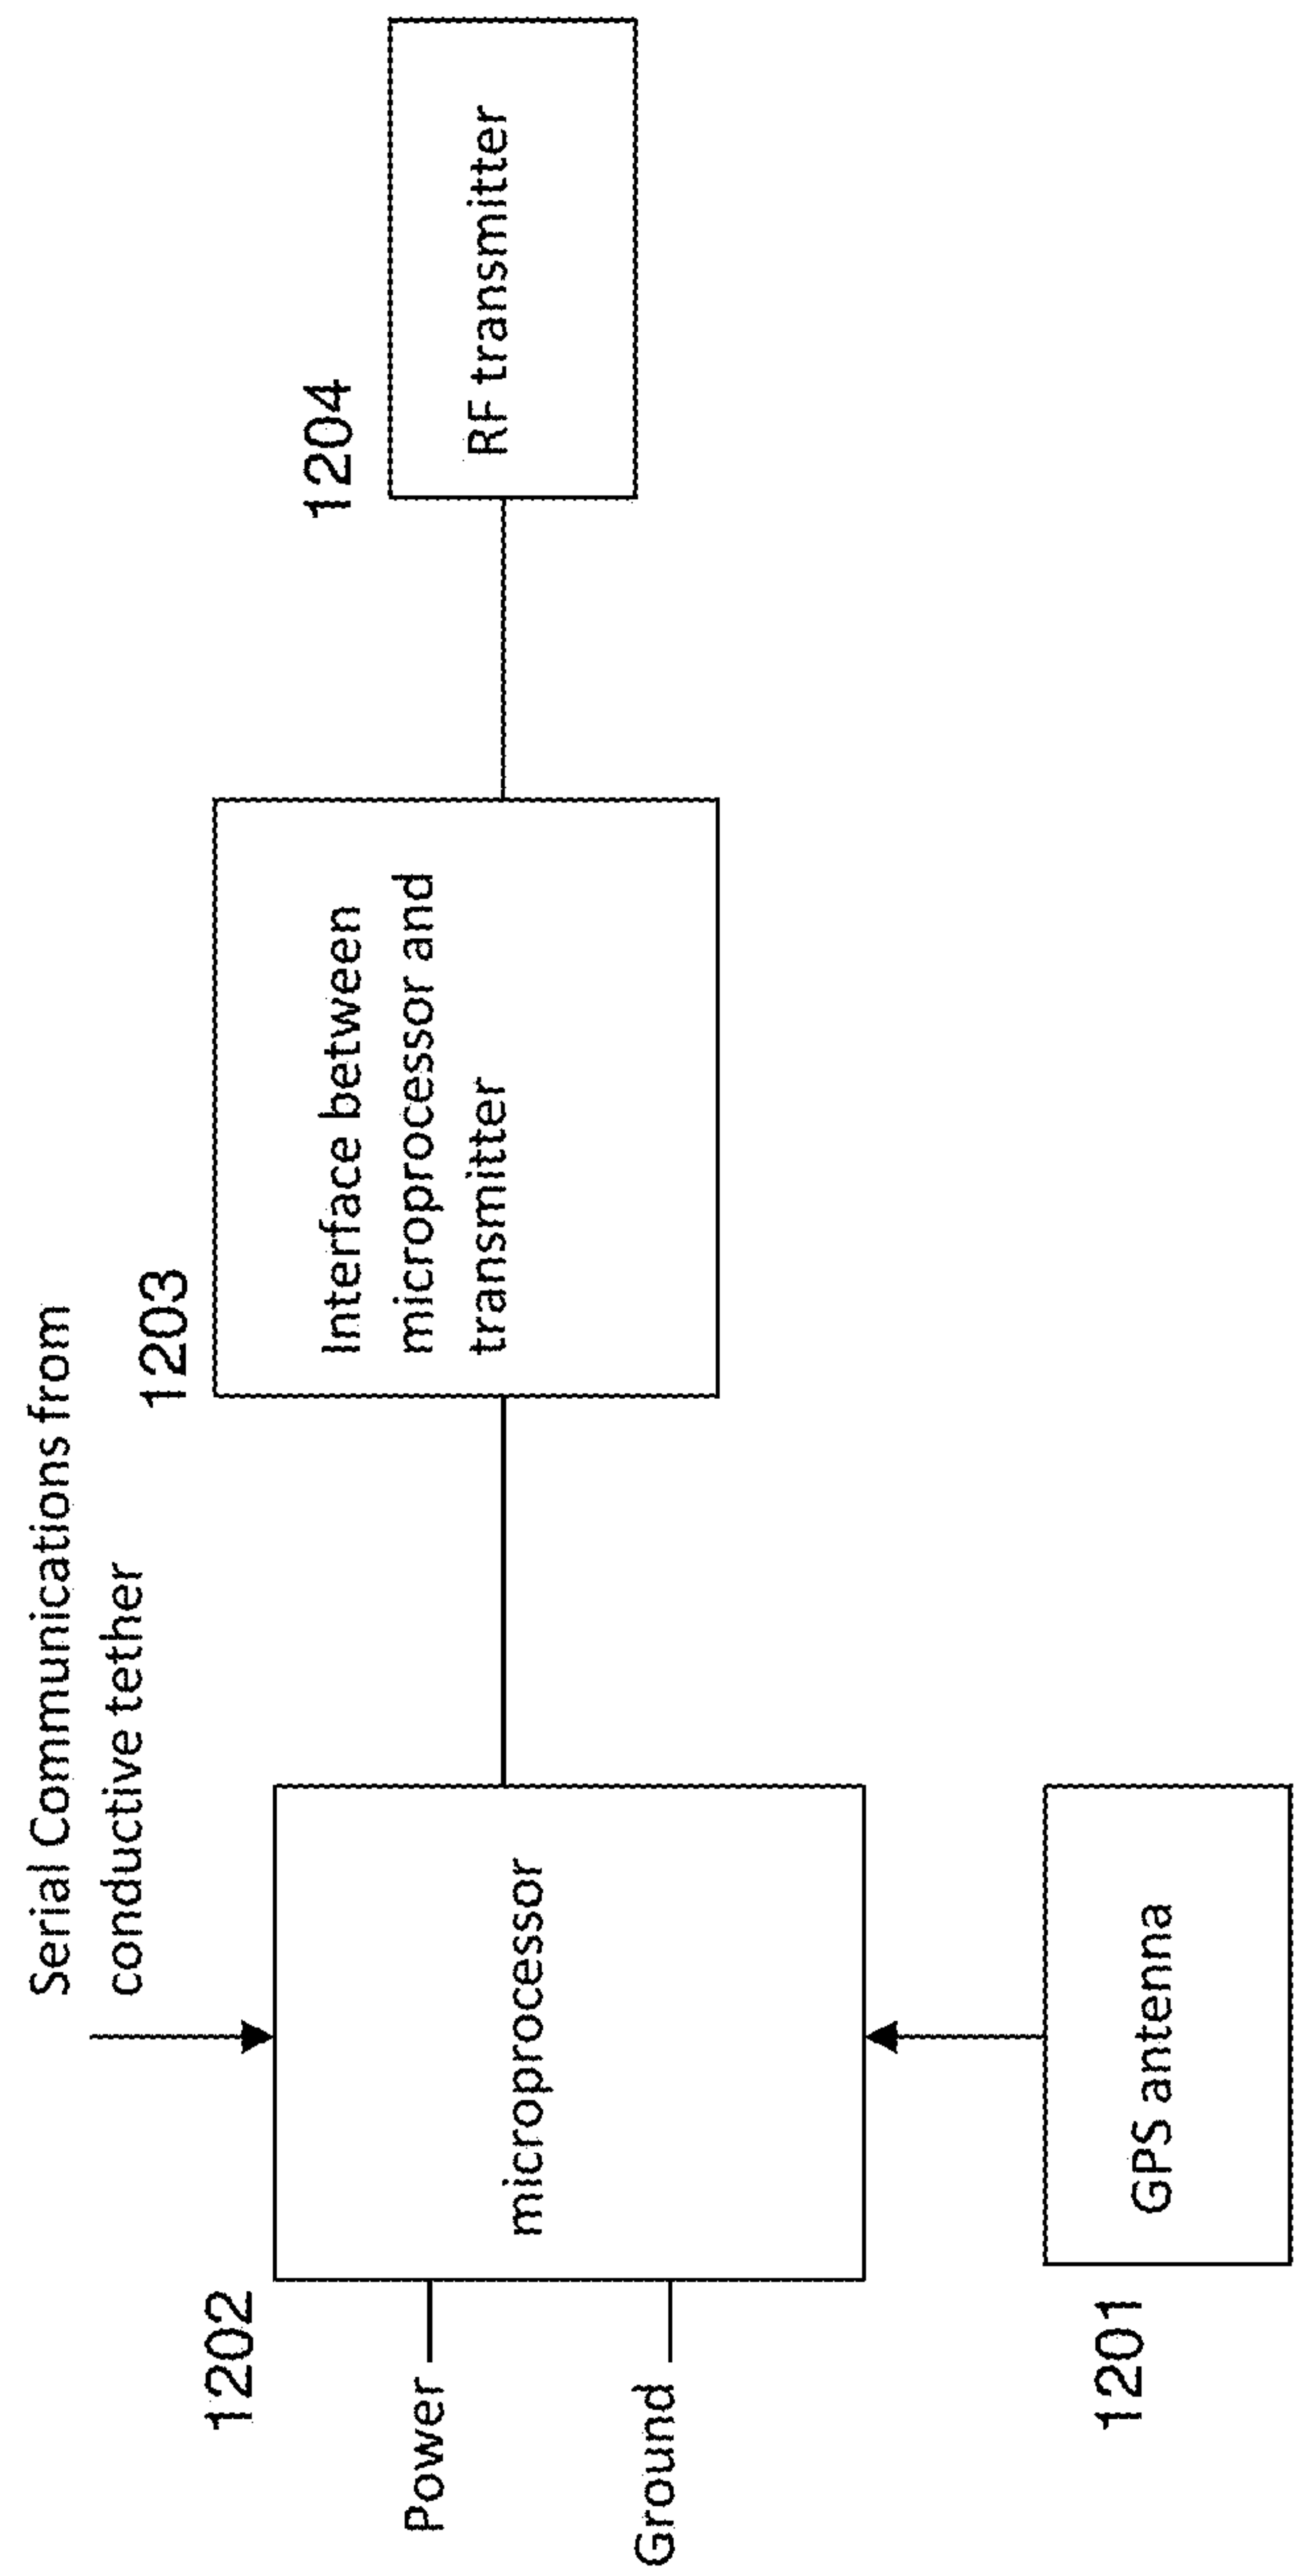 Serial Communications from
conductive tether
1202
1203
1204
Power
Ground
microprocessor
Interface between
microprocessor and
transmitter
RF transmitter
1201
GPS antenna